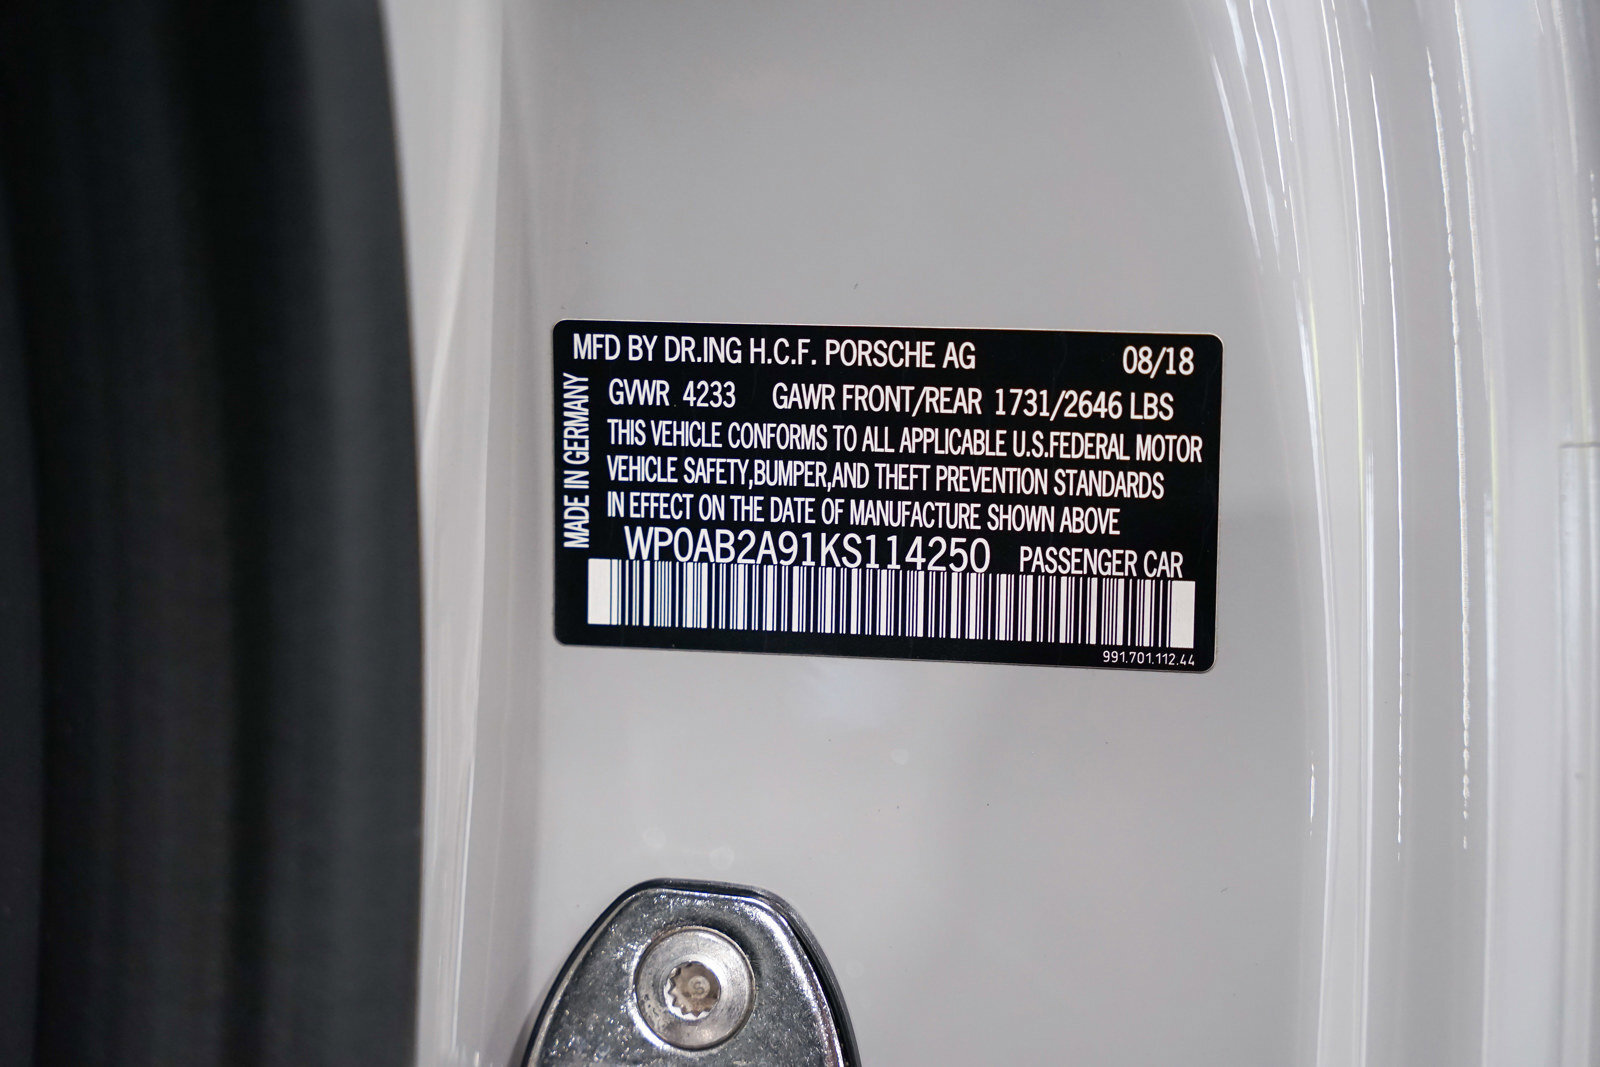 MFD BY DR.ING H.C.F. PORSCHE AG 08/18
GVWR 4233 GAWR FRONT/REAR 1731/2646 LBS
THIS VEHICLE CONFORMS TO ALL APPLICABLE U.S.FEDERAL MOTOR
VEHICLE SAFETY,BUMPER,AND THEFT PREVENTION STANDARDS
IN EFFECT ON THE DATE OF MANUFACTURE SHOWN ABOVE
MADE IN GERMANY
WP0AB2A91KS114250 PASSENGER CAR
991.701.112.44